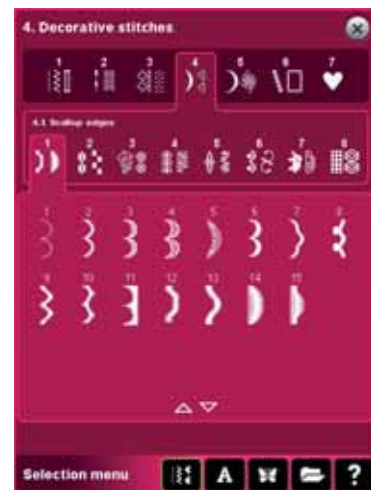 4. Decorative stitches
1 2 3 4 5 6 7
4.1 Scallop edges
1 2 3 4 5 6 7 8
1 2 3 4 5 6 7 8
9 10 11 12 13 14 15
Selection menu A ?